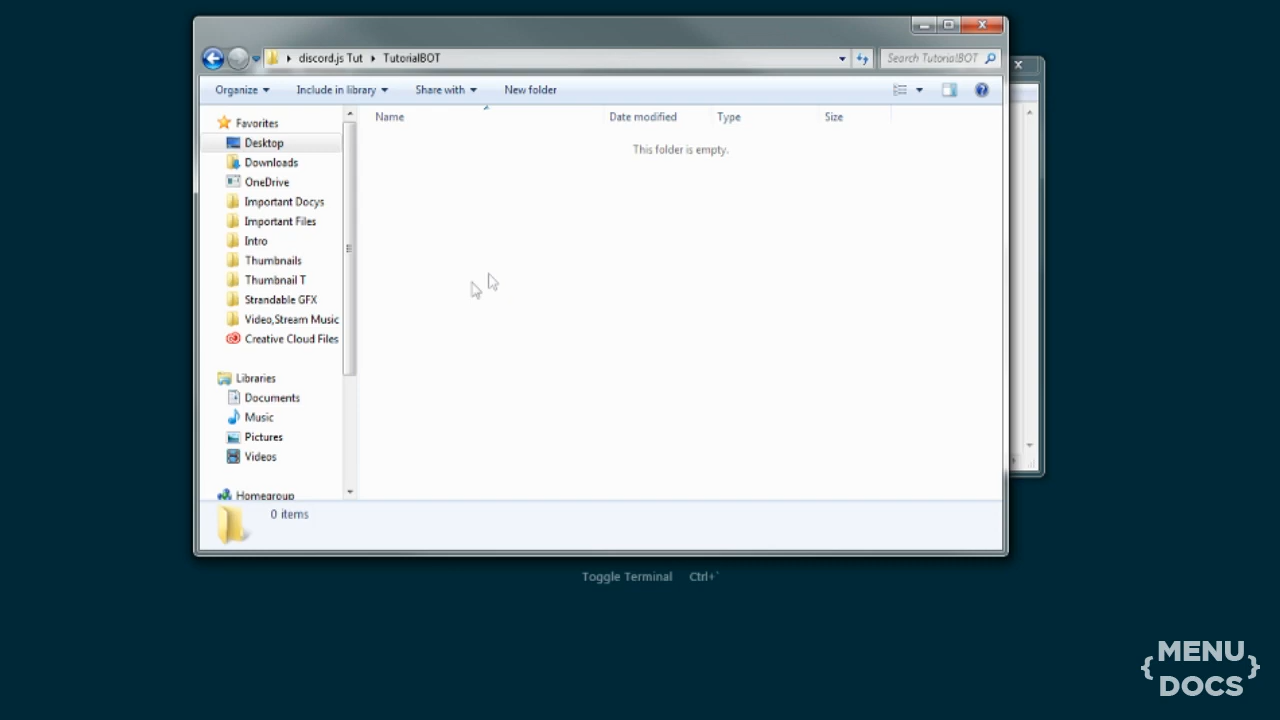 discord.js Tut TutorialBOT
Search TutorialBOT
Organize Include in library Share with New folder
Name Date modified Type Size
This folder is empty.
Favorites
Desktop
Downloads
OneDrive
Important Docys
Important Files
Intro
Thumbnails
Thumbnail T
Strandable GFX
Video,Stream Music
Creative Cloud Files
Libraries
Documents
Music
Pictures
Videos
Homegroup
0 items
Toggle Terminal Ctrl+`
{MENU
DOCS}